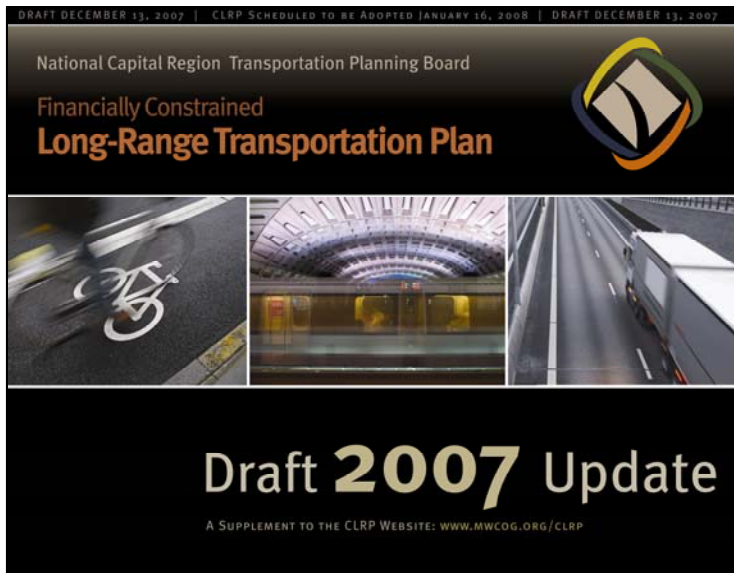 DRAFT DECEMBER 13, 2007 | CLRP SCHEDULED TO BE ADOPTED JANUARY 16, 2008 | DRAFT DECEMBER 13, 2007
National Capital Region Transportation Planning Board
Financially Constrained
Long-Range Transportation Plan
Draft 2007 Update
A SUPPLEMENT TO THE CLRP WEBSITE: WWW.MWCOG.ORG/CLRP